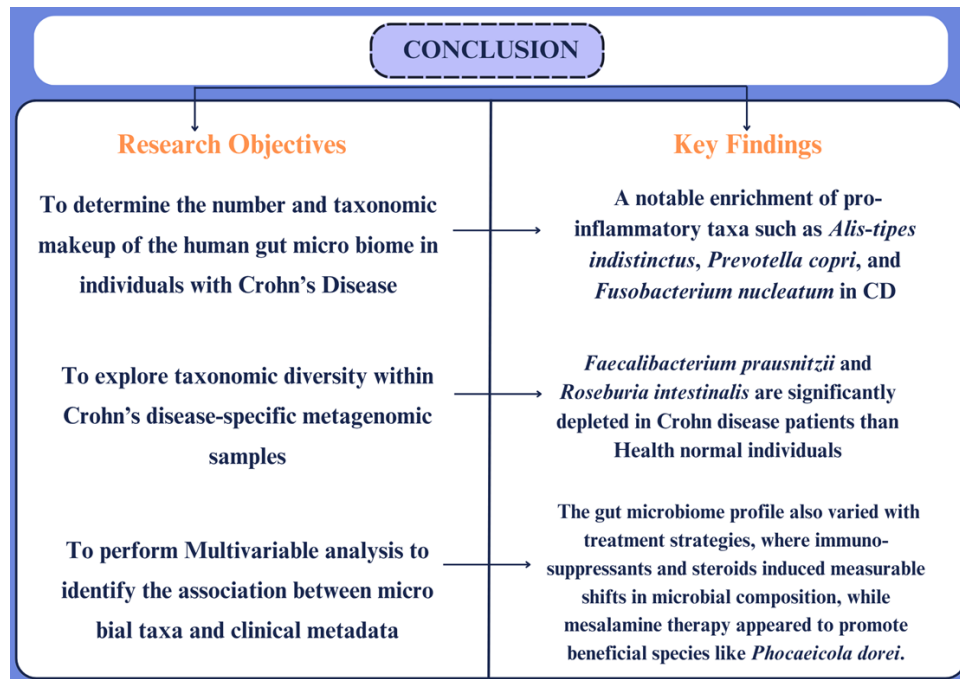 CONCLUSION
Research Objectives
To determine the number and taxonomic
makeup of the human gut micro biome in
individuals with Crohn's Disease
To explore taxonomic diversity within
Crohn's disease-specific metagenomic
samples
To perform Multivariable analysis to
identify the association between micro
bial taxa and clinical metadata
Key Findings
A notable enrichment of pro-
inflammatory taxa such as Alis-tipes
indistinctus, Prevotella copri, and
Fusobacterium nucleatum in CD
Faecalibacterium prausnitzii and
Roseburia intestinalis are significantly
depleted in Crohn disease patients than
Health normal individuals
The gut microbiome profile also varied with
treatment strategies, where immuno-
suppressants and steroids induced measurable
shifts in microbial composition, while
mesalamine therapy appeared to promote
beneficial species like Phocaeicola dorei.